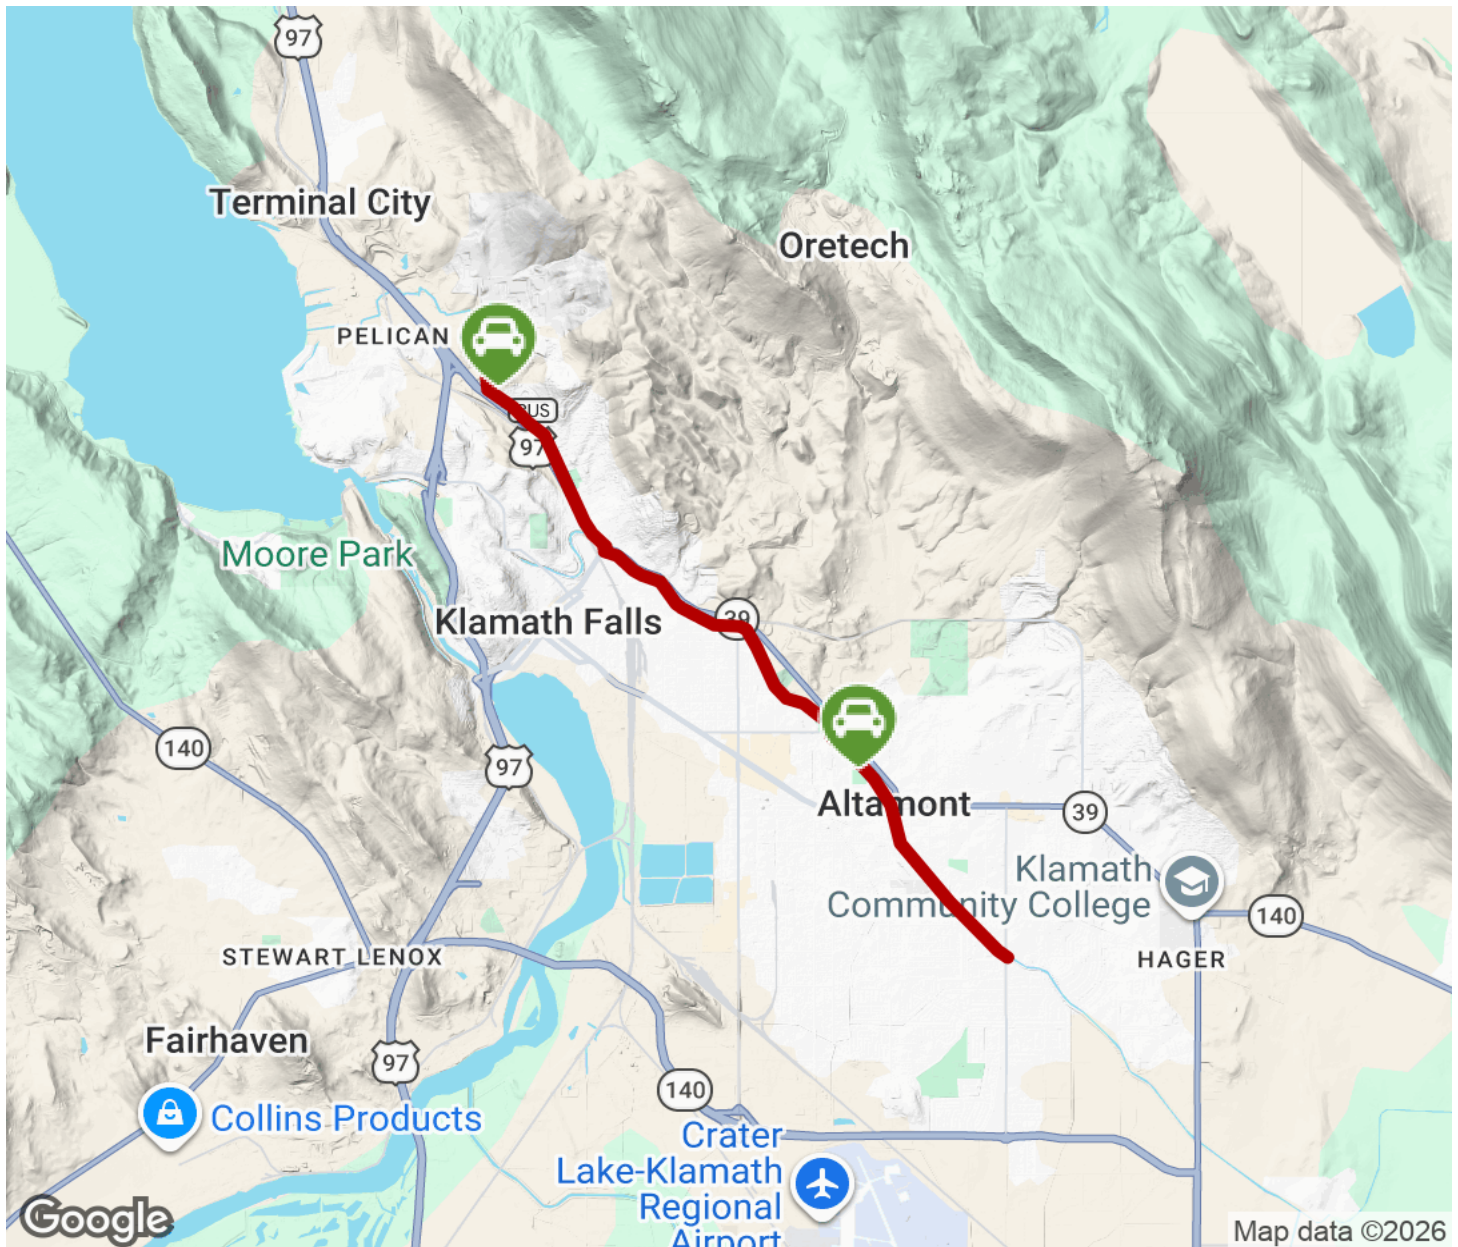 97
Terminal City
Oretech
PELICAN
BUS
97
Moore Park
39
Klamath Falls
140
97
Altamont
39
Klamath
Community College
140
STEWART LENOX
HAGER
Fairhaven
97
140
Collins Products
Crater
Lake-Klamath
Regional
Airport
Google
Map data ©2026